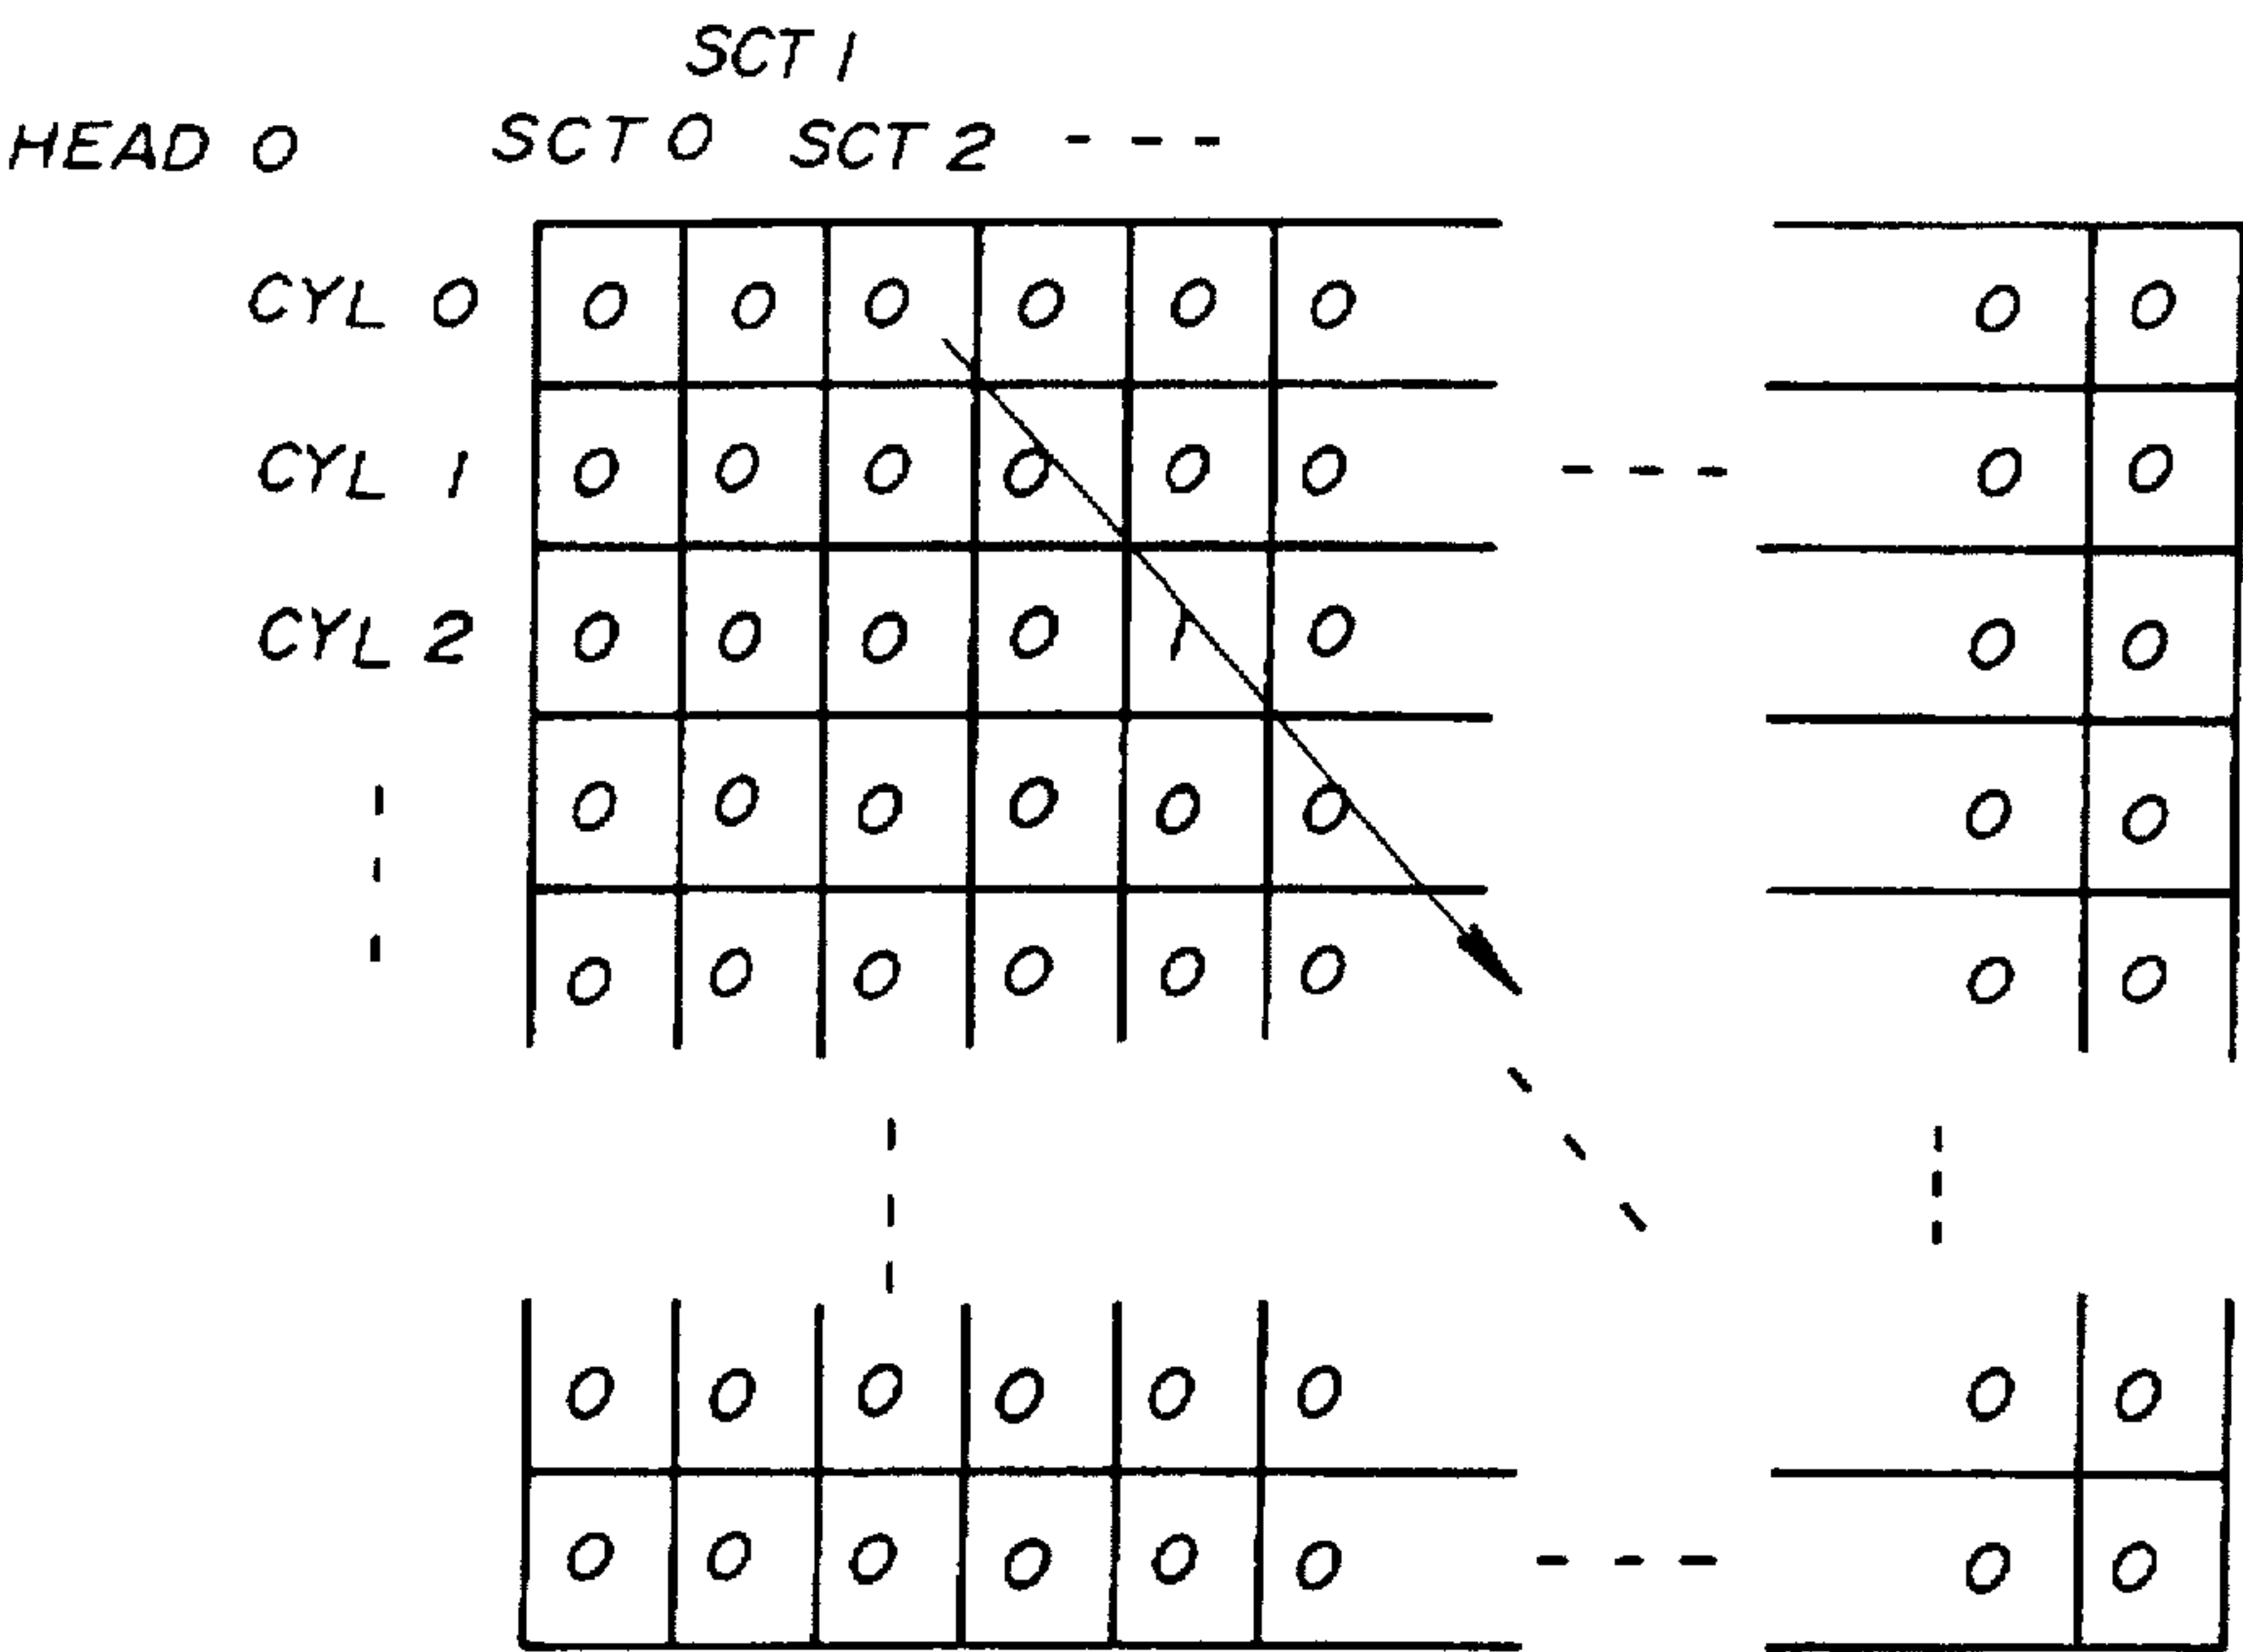 SCT 1
HEAD 0 SCT 0 SCT 2 - - -
CYL 0 0 0 0 0 0 0 0 0
CYL 1 0 0 0 0 0 0 - - - 0 0
CYL 2 0 0 0 0 1 0 0 0
0 0 0 0 0 0 0 0
0 0 0 0 0 0 0 0
0 0 0 0 0 0 0 0
0 0 0 0 0 0 - - - 0 0